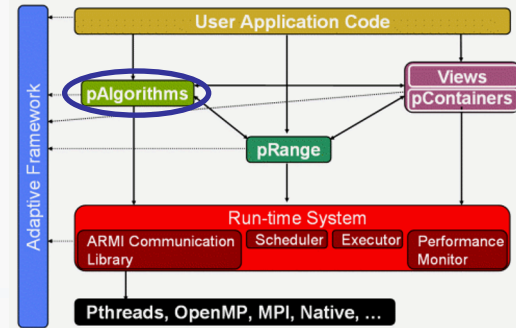 User Application Code
Adaptive Framework
pAlgorithms
Views
pContainers
pRange
Run-time System
ARMI Communication
Library
Scheduler
Executor
Performance
Monitor
Pthreads, OpenMP, MPI, Native, ...